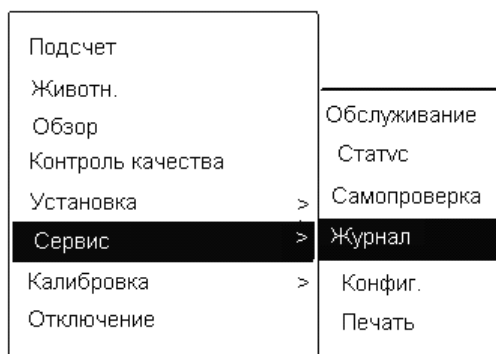 Подсчет
Животн.
Обзор
Контроль качества
Установка >
Сервис >
Калибровка >
Отключение
Обслуживание
Статус
Самопроверка
Журнал
Конфиг.
Печать